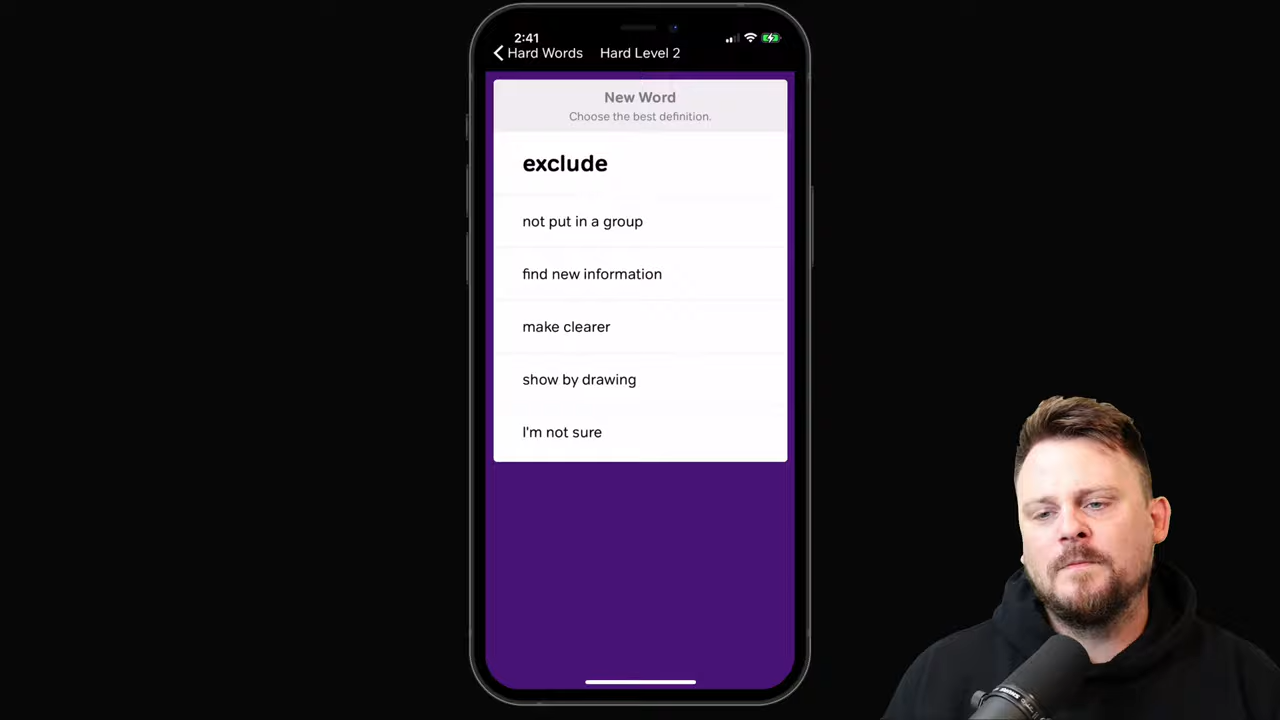 2:41
Hard Words Hard Level 2
New Word
Choose the best definition.
exclude
not put in a group
find new information
make clearer
show by drawing
I'm not sure